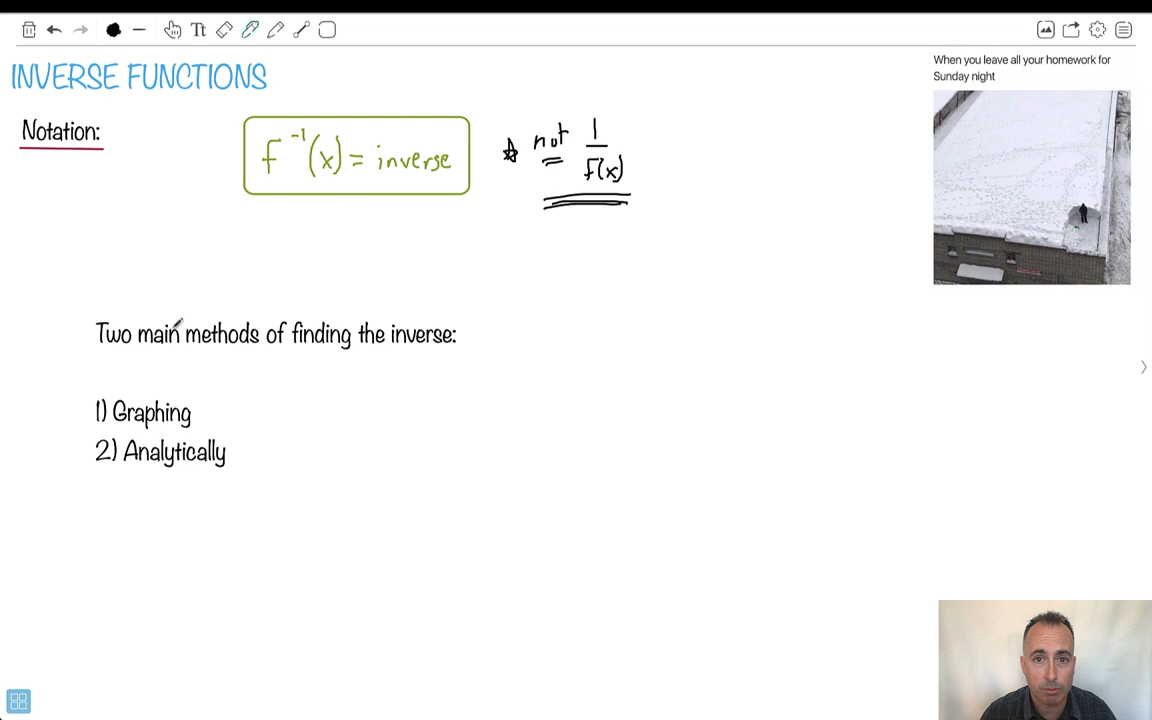 Tt
When you leave all your homework for
Sunday night
INVERSE FUNCTIONS
Notation:
f⁻¹(x) = inverse
☆ not 1/f(x)
Two main methods of finding the inverse:
1) Graphing
2) Analytically